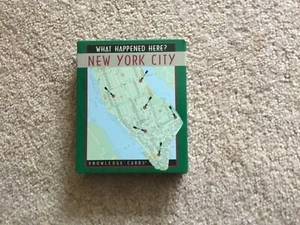 WHAT HAPPENED HERE?
NEW YORK CITY
KNOWLEDGE CARDS